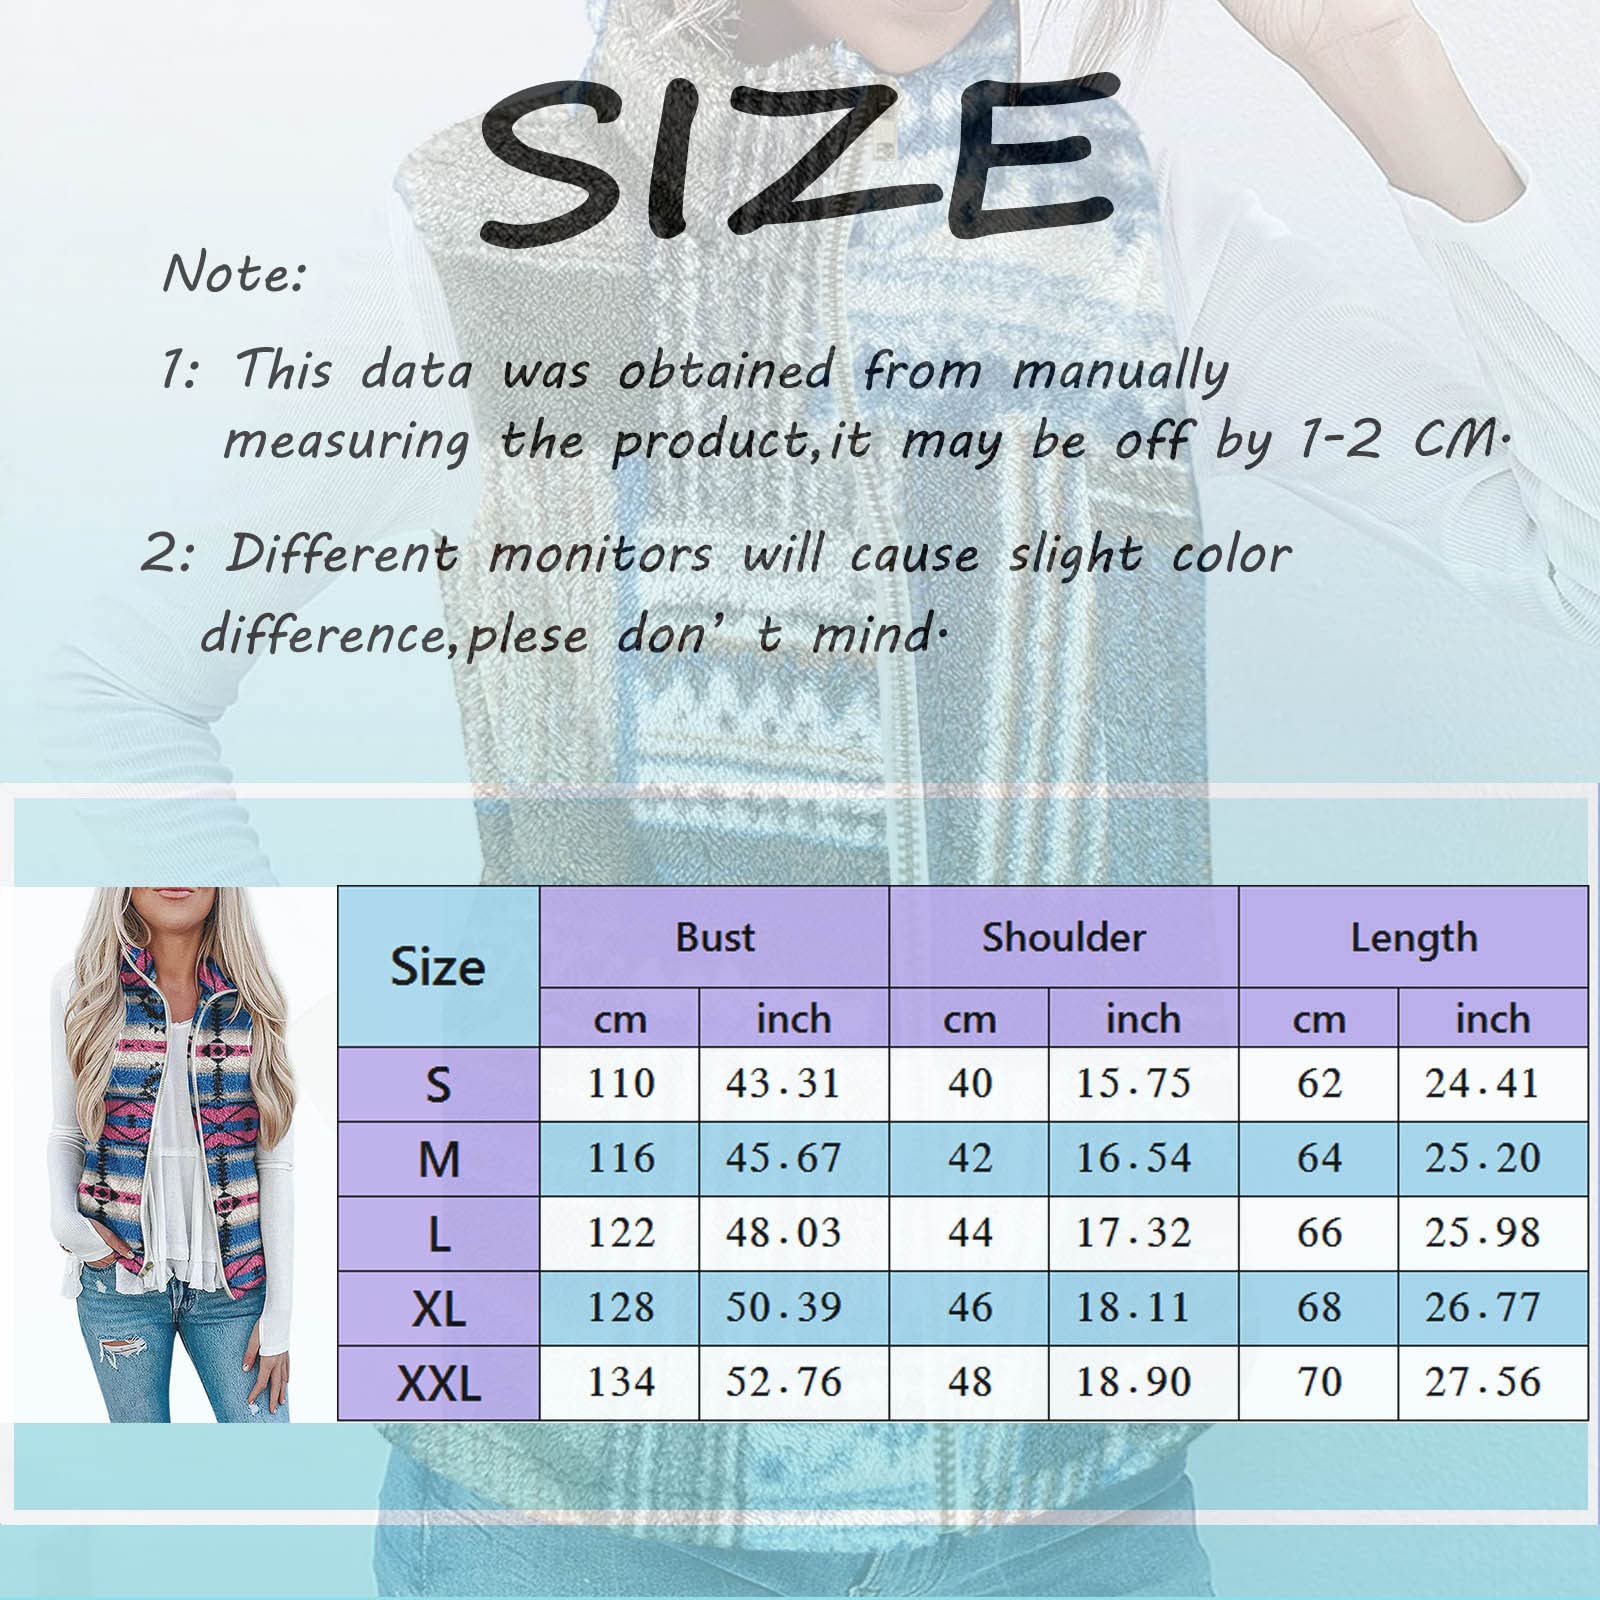 SIZE
Note:
1: This data was obtained from manually
measuring the product,it may be off by 1-2 CM.
2: Different monitors will cause slight color
difference,plese don't mind.
Size Bust Shoulder Length
cm inch cm inch cm inch
S 110 43.31 40 15.75 62 24.41
M 116 45.67 42 16.54 64 25.20
L 122 48.03 44 17.32 66 25.98
XL 128 50.39 46 18.11 68 26.77
XXL 134 52.76 48 18.90 70 27.56